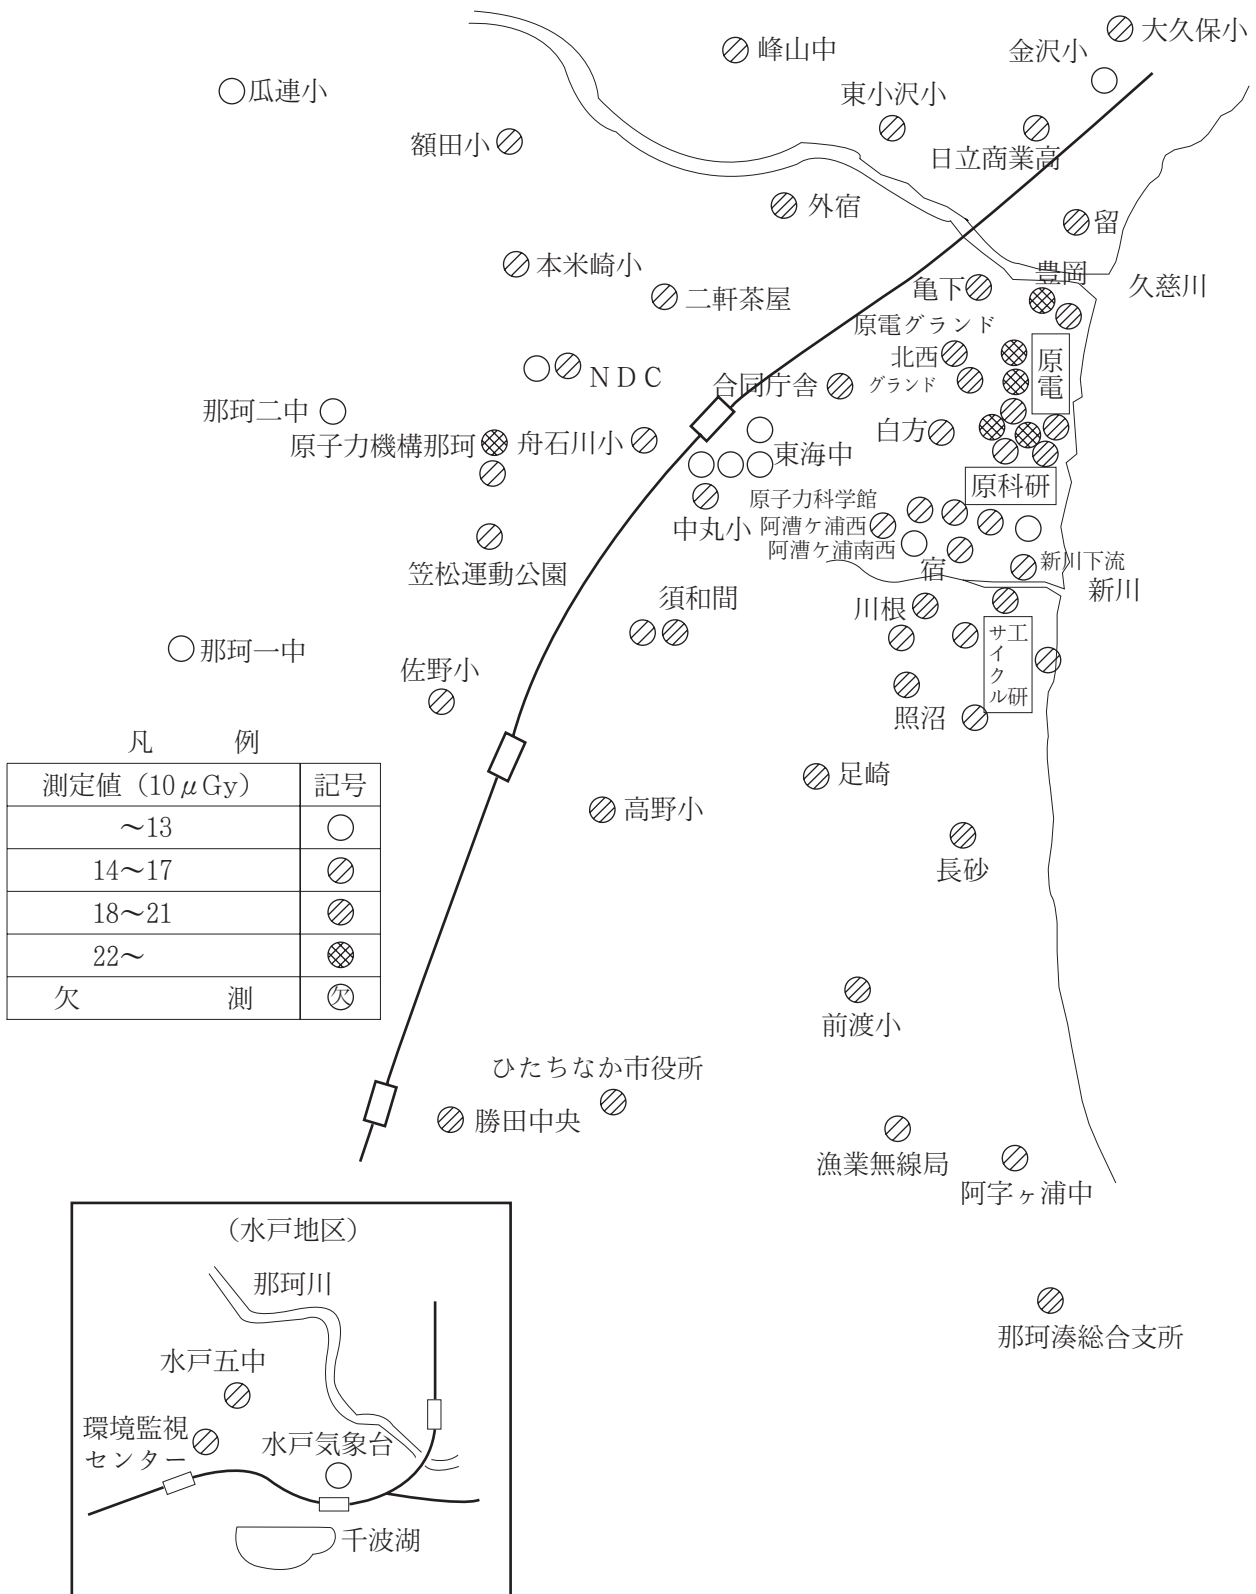 大久保小
峰山中
金沢小
瓜連小
東小沢小
額田小
日立商業高
外宿
留
本米崎小
豊岡
久慈川
亀下
二軒茶屋
原電グランド
北西
原電
NDC
合同庁舎
グランド
那珂二中
原子力機構那珂
舟石川小
白方
東海中
原科研
原子力科学館
中丸小
阿漕ケ浦西
阿漕ケ浦南西
笠松運動公園
宿
新川下流
新川
須和間
川根
サイクル工研
那珂一中
佐野小
照沼
凡 例
測定値(10μGy) 記号
~13
14~17
18~21
22~
欠 測 欠
足崎
高野小
長砂
前渡小
ひたちなか市役所
勝田中央
漁業無線局
阿字ヶ浦中
(水戸地区)
那珂川
那珂湊総合支所
水戸五中
環境監視
センター
水戸気象台
千波湖